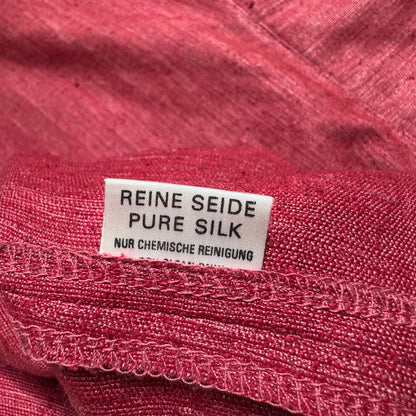 REINE SEIDE
PURE SILK
NUR CHEMISCHE REINIGUNG